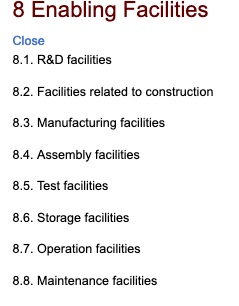 8 Enabling Facilities
Close
8.1. R&D facilities
8.2. Facilities related to construction
8.3. Manufacturing facilities
8.4. Assembly facilities
8.5. Test facilities
8.6. Storage facilities
8.7. Operation facilities
8.8. Maintenance facilities